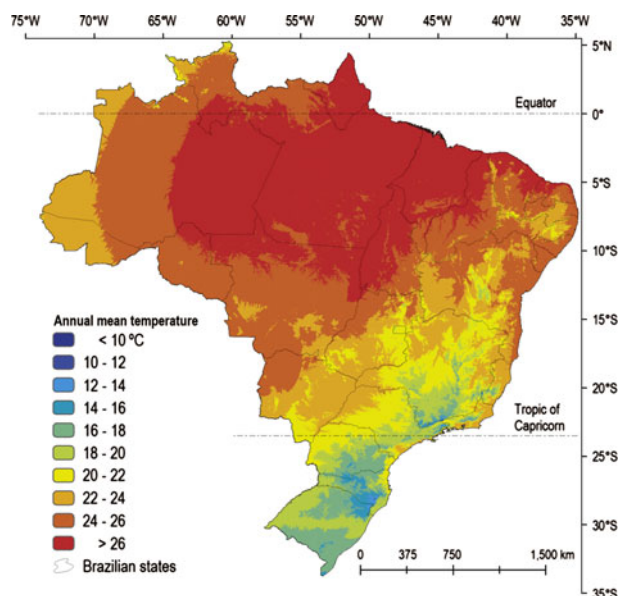 75°W 70°W 65°W 60°W 55°W 50°W 45°W 40°W 35°W
5°N
Equator 0°
5°S
10°S
15°S
20°S
Tropic of
Capricorn
25°S
30°S
35°S
Annual mean temperature
< 10 ºC
10 - 12
12 - 14
14 - 16
16 - 18
18 - 20
20 - 22
22 - 24
24 - 26
> 26
Brazilian states
0 375 750 1,500 km